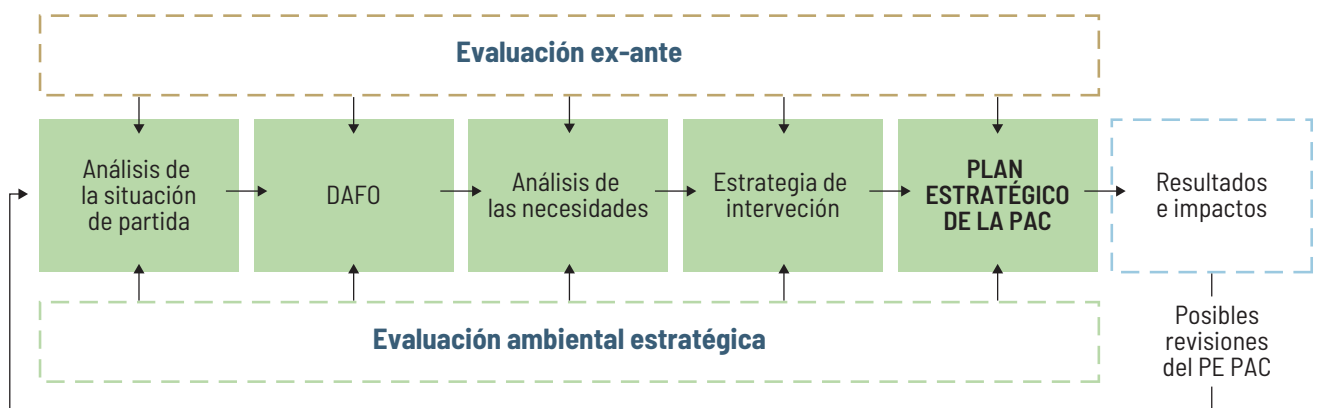 Evaluación ex-ante
Análisis de
la situación
de partida
DAFO
Análisis de
las necesidades
Estrategia de
interveción
PLAN
ESTRATÉGICO
DE LA PAC
Resultados
e impactos
Evaluación ambiental estratégica
Posibles
revisiones
del PE PAC